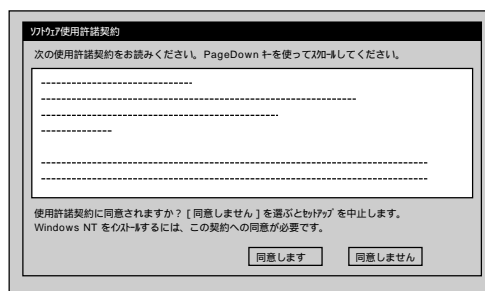 ｿﾌﾄｳｪｱ使用許諾契約
次の使用許諾契約をお読みください。PageDown ｷｰを使ってｽｸﾛｰﾙしてください。
使用許諾契約に同意されますか？[ 同意しません ] を選ぶとｾｯﾄｱｯﾌﾟを中止します。
Windows NT をｲﾝｽﾄｰﾙするには、この契約への同意が必要です。
同意します　同意しません